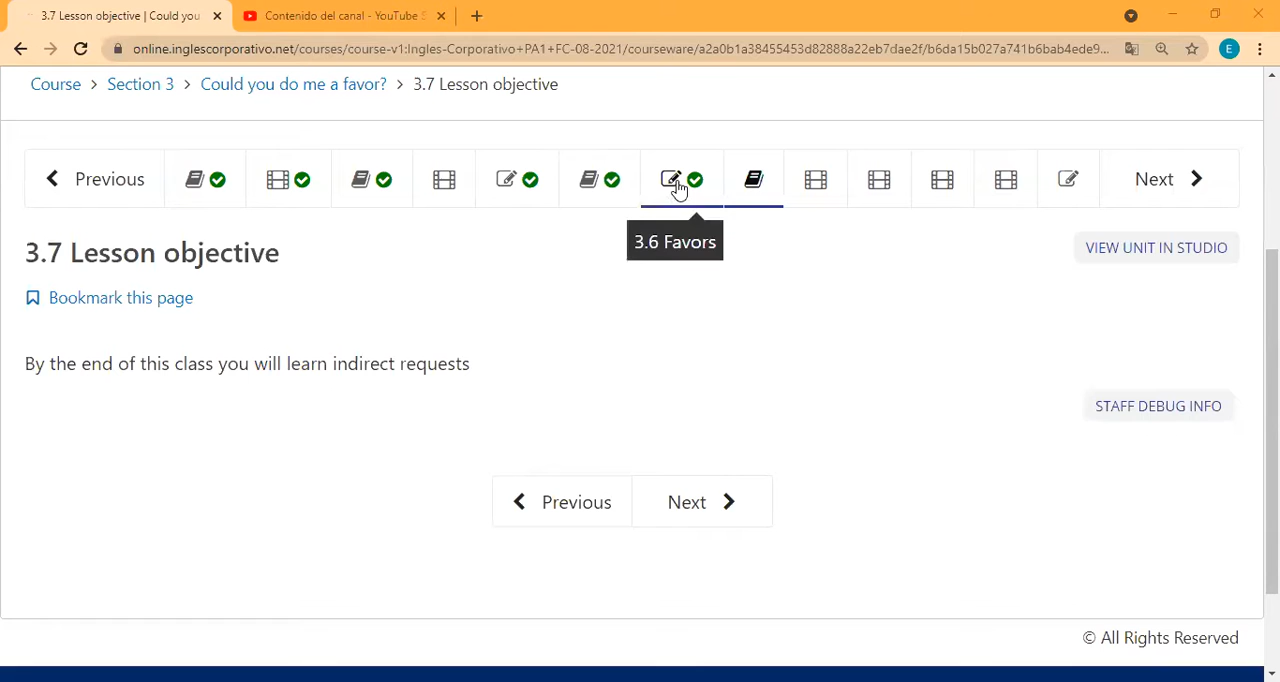 3.7 Lesson objective | Could you
Contenido del canal - YouTube S
online.inglescorporativo.net/courses/course-v1:Ingles-Corporativo+PA1+FC-08-2021/courseware/a2a0b1a38455453d82888a22eb7dae2f/b6da15b027a741b6bab4ede9...
E
Course > Section 3 > Could you do me a favor? > 3.7 Lesson objective
Previous
Next
3.6 Favors
3.7 Lesson objective
VIEW UNIT IN STUDIO
Bookmark this page
By the end of this class you will learn indirect requests
STAFF DEBUG INFO
Previous
Next
© All Rights Reserved